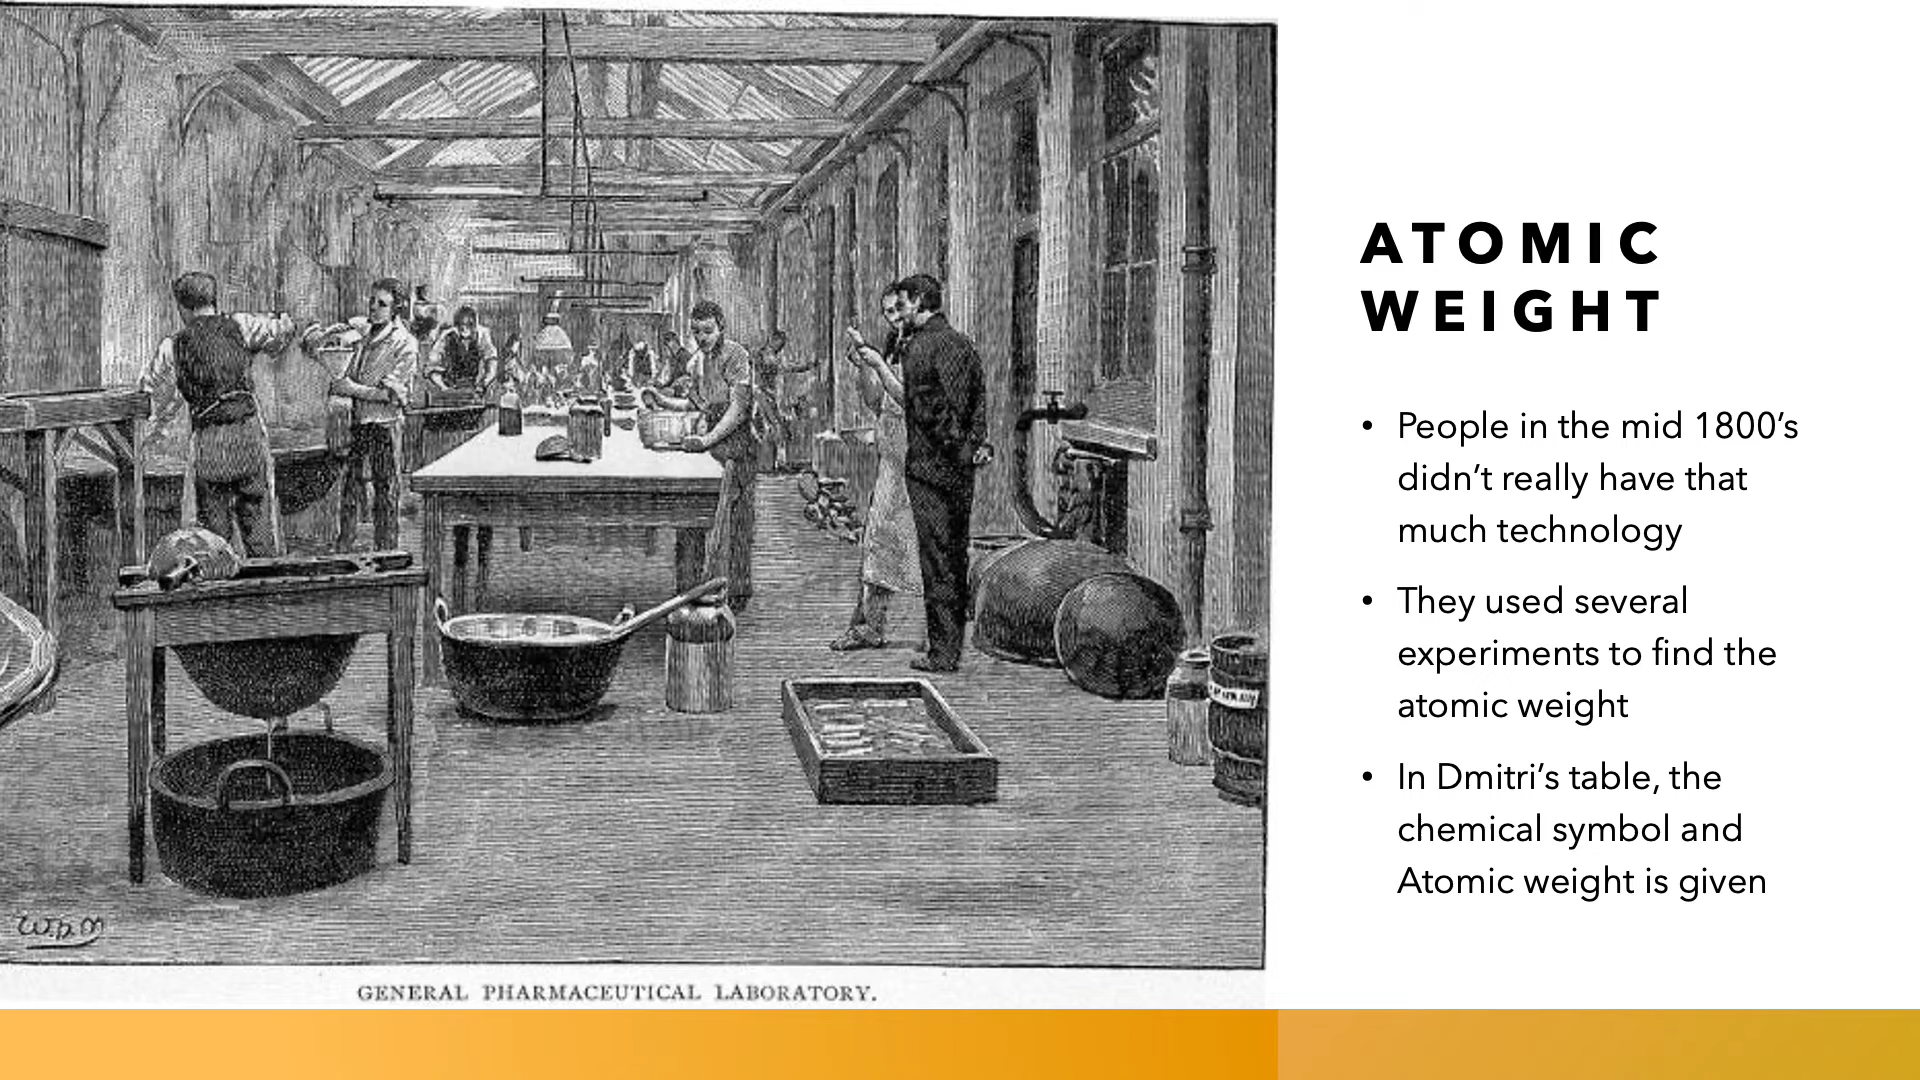 ATOMIC
WEIGHT
• People in the mid 1800’s
didn’t really have that
much technology
• They used several
experiments to find the
atomic weight
• In Dmitri’s table, the
chemical symbol and
Atomic weight is given
W.D.M
GENERAL PHARMACEUTICAL LABORATORY.